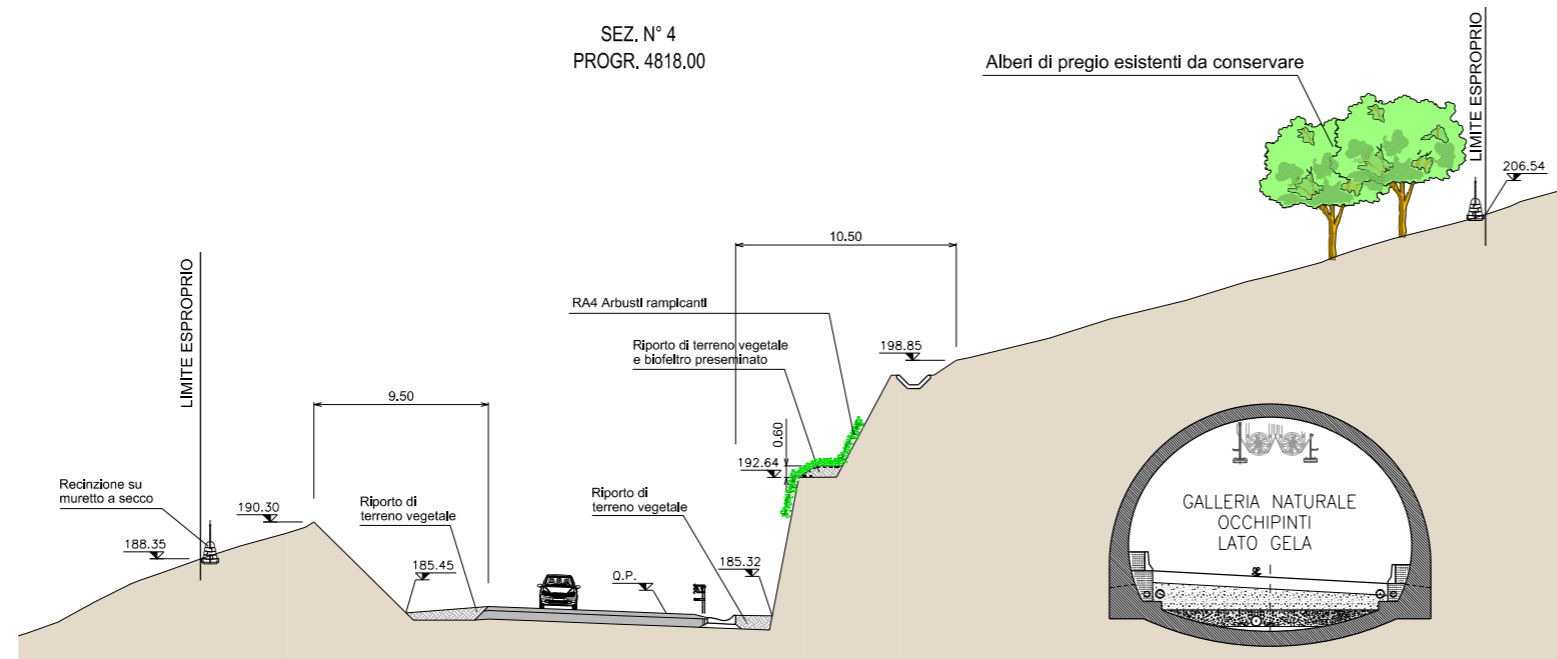 SEZ. N° 4
PROGR. 4818.00
Alberi di pregio esistenti da conservare
LIMITE ESPROPRIO
206.54
LIMITE ESPROPRIO
10.50
RA4 Arbusti rampicanti
Riporto di terreno vegetale
e biofeltro preseminato
198.85
9.50
0.60
192.64
Recinzione su
muretto a secco
190.30
188.35
Riporto di
terreno vegetale
Riporto di
terreno vegetale
185.45
Q.P.
185.32
GALLERIA NATURALE
OCCHIPINTI
LATO GELA